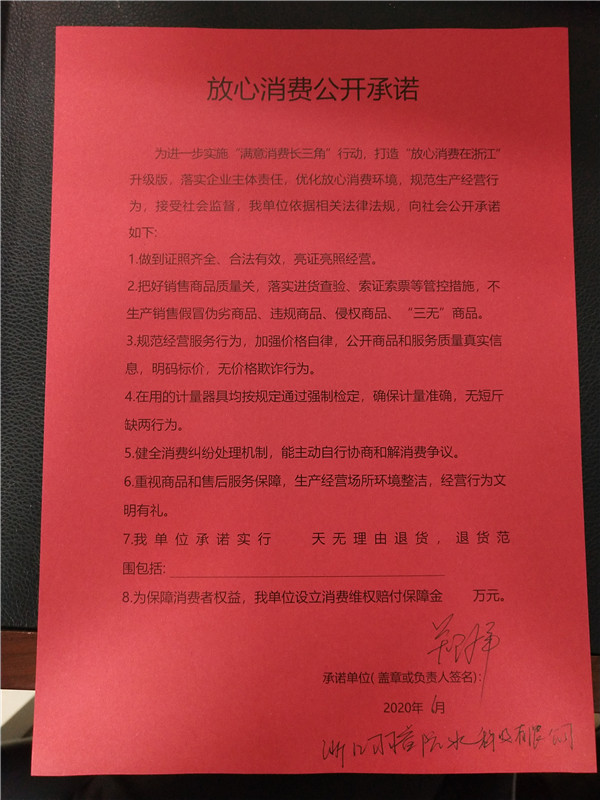 放心消费公开承诺
为进一步实施“满意消费长三角”行动，打造“放心消费在浙江”
升级版，落实企业主体责任，优化放心消费环境，规范生产经营行
为，接受社会监督，我单位依据相关法律法规，向社会公开承诺
如下:
1.做到证照齐全、合法有效，亮证亮照经营。
2.把好销售商品质量关，落实进货查验、索证索票等管控措施，不
生产销售假冒伪劣商品、违规商品、侵权商品、“三无”商品。
3.规范经营服务行为，加强价格自律，公开商品和服务质量真实信
息，明码标价，无价格欺诈行为。
4.在用的计量器具均按规定通过强制检定，确保计量准确，无短斤
缺两行为。
5.健全消费纠纷处理机制，能主动自行协商和解消费争议。
6.重视商品和售后服务保障，生产经营场所环境整洁，经营行为文
明有礼。
7.我单位承诺实行 天无理由退货，退货范
围包括:
8.为保障消费者权益，我单位设立消费维权赔付保障金 万元。
承诺单位(盖章或负责人签名):
2020年 月
防水科技有限公司